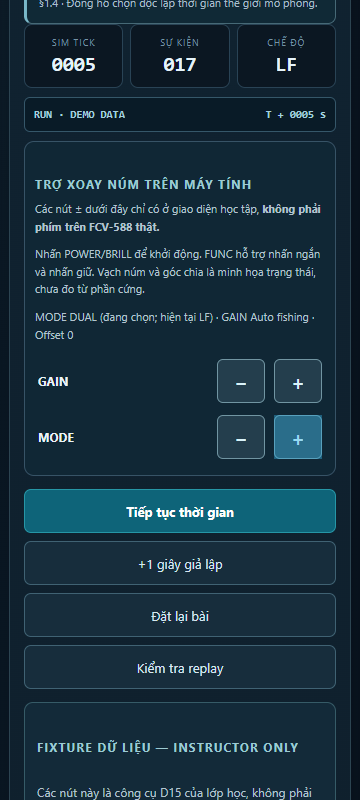 §1.4 · Đồng hồ chọn độc lập thời gian thế giới mô phỏng.
SIM TICK
0005
SỰ KIỆN
017
CHẾ ĐỘ
LF
RUN · DEMO DATA
T + 0005 s
TRỢ XOAY NÚM TRÊN MÁY TÍNH
Các nút ± dưới đây chỉ có ở giao diện học tập, không phải
phím trên FCV-588 thật.
Nhấn POWER/BRILL để khởi động. FUNC hỗ trợ nhấn ngắn
và nhấn giữ. Vạch núm và góc chia là minh họa trạng thái,
chưa đo từ phần cứng.
MODE DUAL (đang chọn; hiện tại LF) · GAIN Auto fishing ·
Offset 0
GAIN
− +
MODE
− +
Tiếp tục thời gian
+1 giây giả lập
Đặt lại bài
Kiểm tra replay
FIXTURE DỮ LIỆU — INSTRUCTOR ONLY
Các nút này là công cụ D15 của lớp học, không phải